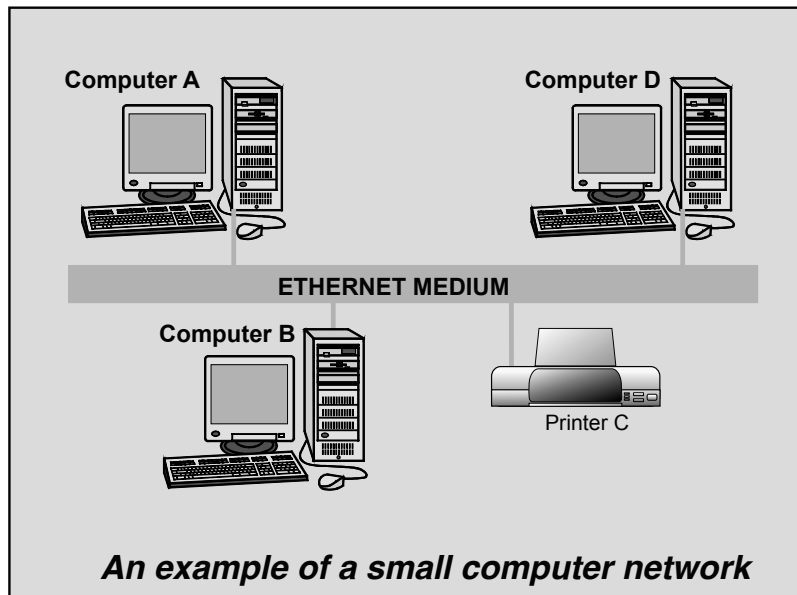 Computer A
Computer D
ETHERNET MEDIUM
Computer B
Printer C
An example of a small computer network